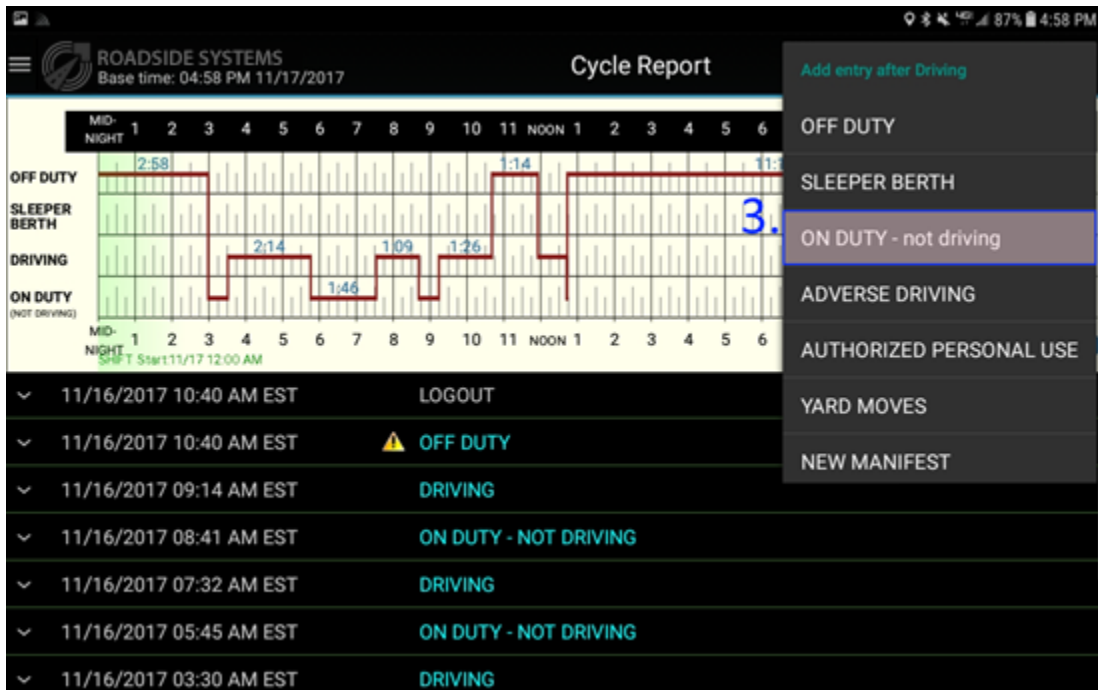 87% 4:58 PM
ROADSIDE SYSTEMS
Base time: 04:58 PM 11/17/2017
Cycle Report
Add entry after Driving
OFF DUTY
SLEEPER BERTH
ON DUTY - not driving
ADVERSE DRIVING
AUTHORIZED PERSONAL USE
YARD MOVES
NEW MANIFEST
MID-
NIGHT 1 2 3 4 5 6 7 8 9 10 11 NOON 1 2 3 4 5 6
OFF DUTY 2:58 1:14
SLEEPER
BERTH
3.
DRIVING 2:14 1:09 1:26
ON DUTY 1:46
(NOT DRIVING)
MID-
NIGHT 1 2 3 4 5 6 7 8 9 10 11 NOON 1 2 3 4 5 6
SHIFT Start:11/17 12:00 AM
11/16/2017 10:40 AM EST LOGOUT
11/16/2017 10:40 AM EST OFF DUTY
11/16/2017 09:14 AM EST DRIVING
11/16/2017 08:41 AM EST ON DUTY - NOT DRIVING
11/16/2017 07:32 AM EST DRIVING
11/16/2017 05:45 AM EST ON DUTY - NOT DRIVING
11/16/2017 03:30 AM EST DRIVING